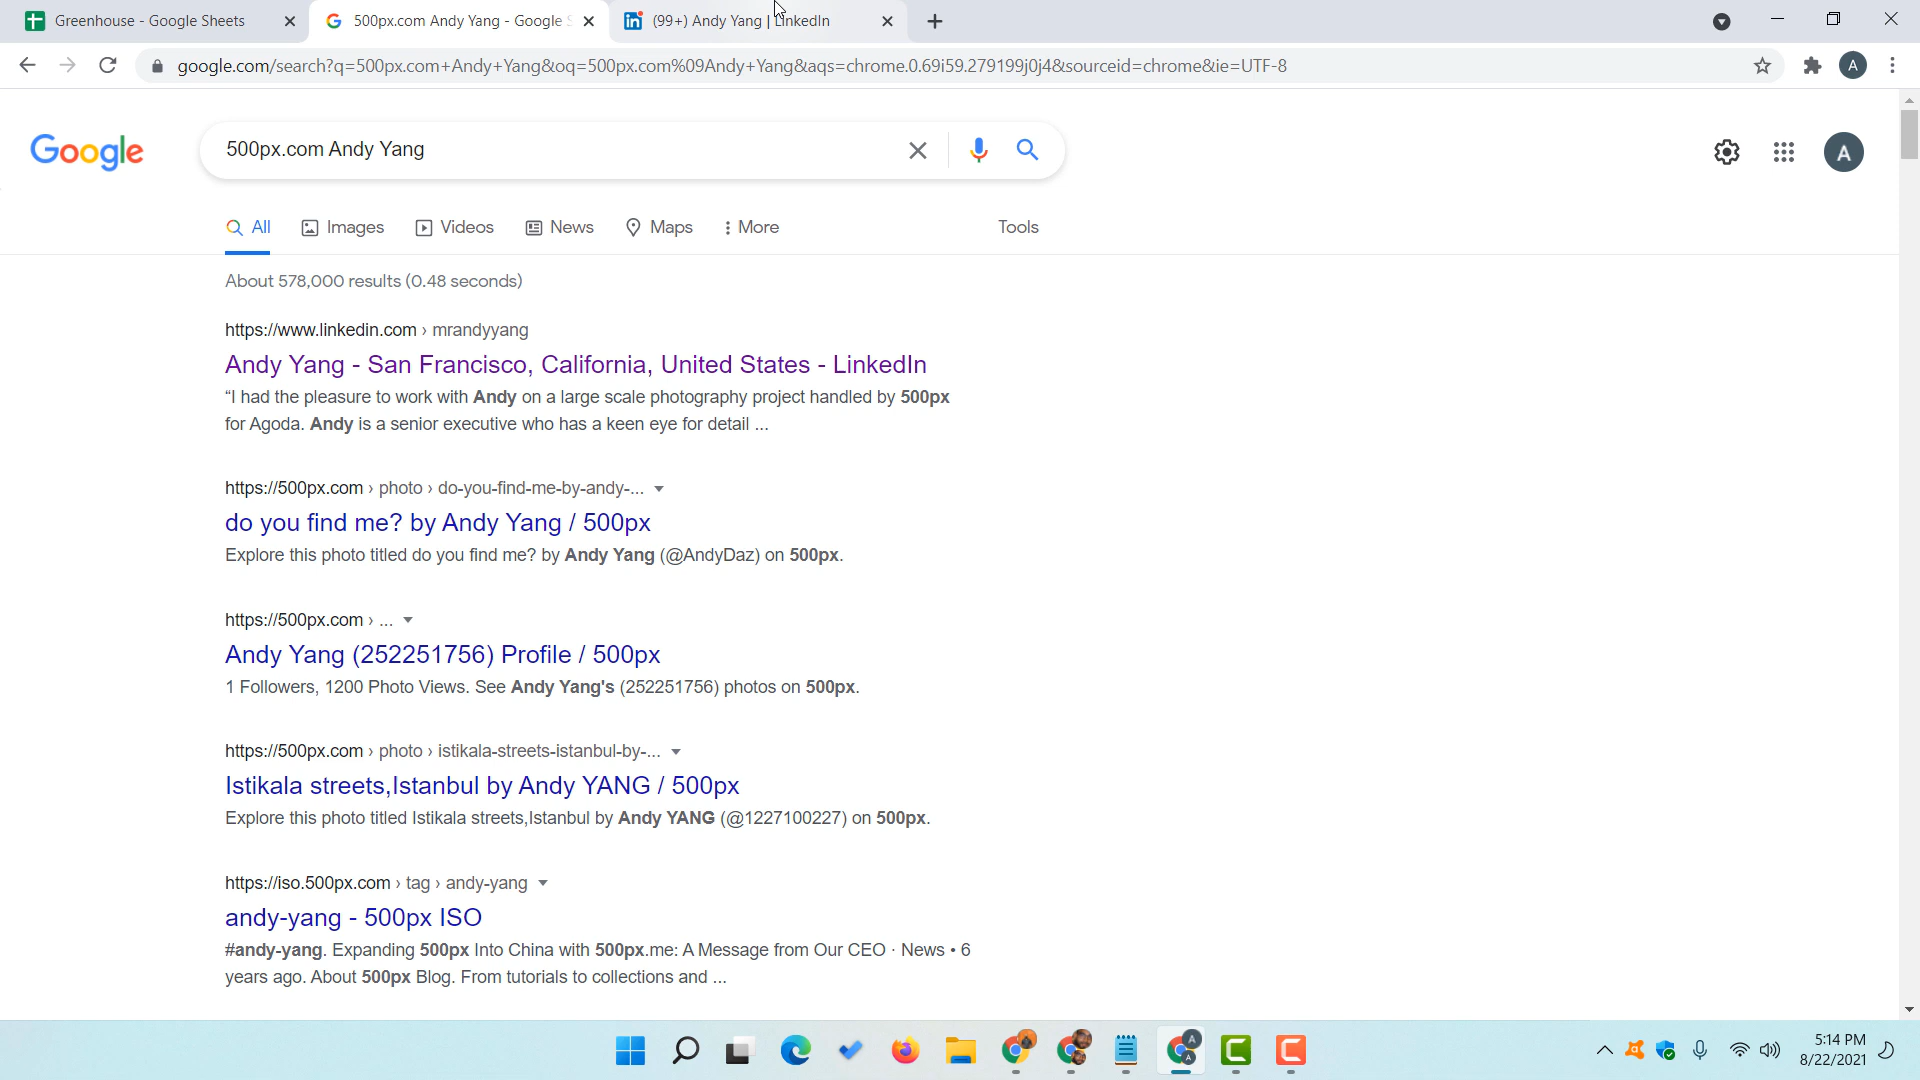 Greenhouse - Google Sheets
500px.com Andy Yang - Google S
(99+) Andy Yang | LinkedIn
google.com/search?q=500px.com+Andy+Yang&oq=500px.com%09Andy+Yang&aqs=chrome.0.69i59.279199j0j4&sourceid=chrome&ie=UTF-8
A
Google
500px.com Andy Yang
A
All
Images
Videos
News
Maps
More
Tools
About 578,000 results (0.48 seconds)
https://www.linkedin.com › mrandyyang
Andy Yang - San Francisco, California, United States - LinkedIn
“I had the pleasure to work with Andy on a large scale photography project handled by 500px
for Agoda. Andy is a senior executive who has a keen eye for detail ...
https://500px.com › photo › do-you-find-me-by-andy-...
do you find me? by Andy Yang / 500px
Explore this photo titled do you find me? by Andy Yang (@AndyDaz) on 500px.
https://500px.com › ...
Andy Yang (252251756) Profile / 500px
1 Followers, 1200 Photo Views. See Andy Yang's (252251756) photos on 500px.
https://500px.com › photo › istikala-streets-istanbul-by-...
Istikala streets,Istanbul by Andy YANG / 500px
Explore this photo titled Istikala streets,Istanbul by Andy YANG (@1227100227) on 500px.
https://iso.500px.com › tag › andy-yang
andy-yang - 500px ISO
#andy-yang. Expanding 500px Into China with 500px.me: A Message from Our CEO · News • 6
years ago. About 500px Blog. From tutorials to collections and ...
5:14 PM
8/22/2021